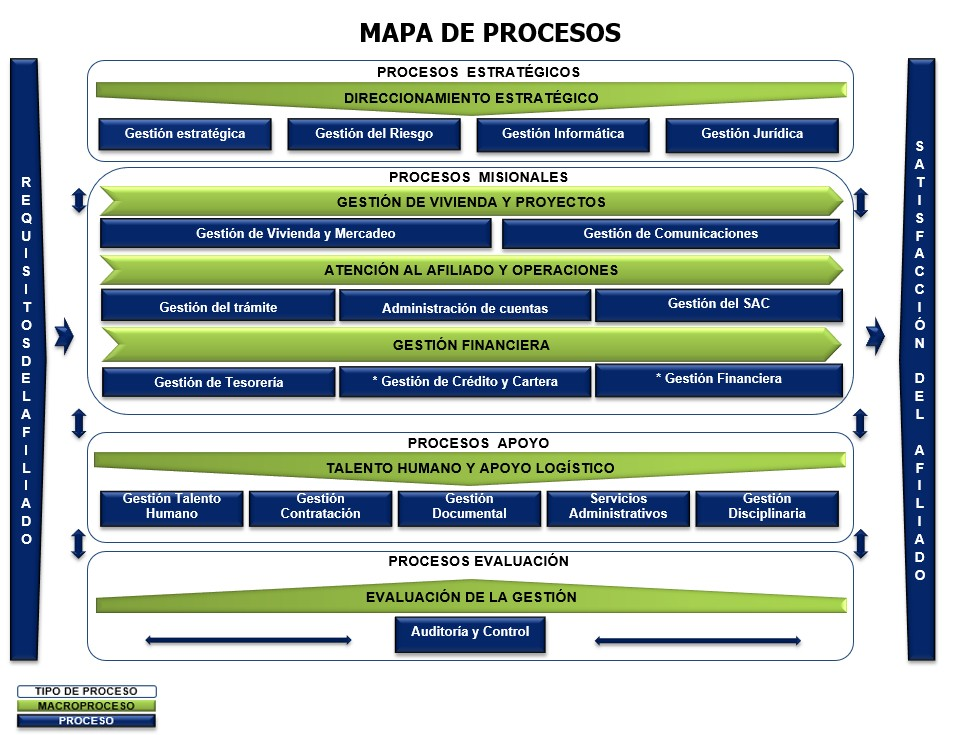 MAPA DE PROCESOS
REQUISITOS DEL AFILIADO
PROCESOS ESTRATÉGICOS
DIRECCIONAMIENTO ESTRATÉGICO
Gestión estratégica
Gestión del Riesgo
Gestión Informática
Gestión Jurídica
PROCESOS MISIONALES
GESTIÓN DE VIVIENDA Y PROYECTOS
Gestión de Vivienda y Mercadeo
Gestión de Comunicaciones
ATENCIÓN AL AFILIADO Y OPERACIONES
Gestión del trámite
Administración de cuentas
Gestión del SAC
GESTIÓN FINANCIERA
Gestión de Tesorería
* Gestión de Crédito y Cartera
* Gestión Financiera
PROCESOS APOYO
TALENTO HUMANO Y APOYO LOGÍSTICO
Gestión Talento
Humano
Gestión
Contratación
Gestión
Documental
Servicios
Administrativos
Gestión
Disciplinaria
PROCESOS EVALUACIÓN
EVALUACIÓN DE LA GESTIÓN
Auditoría y Control
SATISFACCIÓN DEL AFILIADO
TIPO DE PROCESO
MACROPROCESO
PROCESO